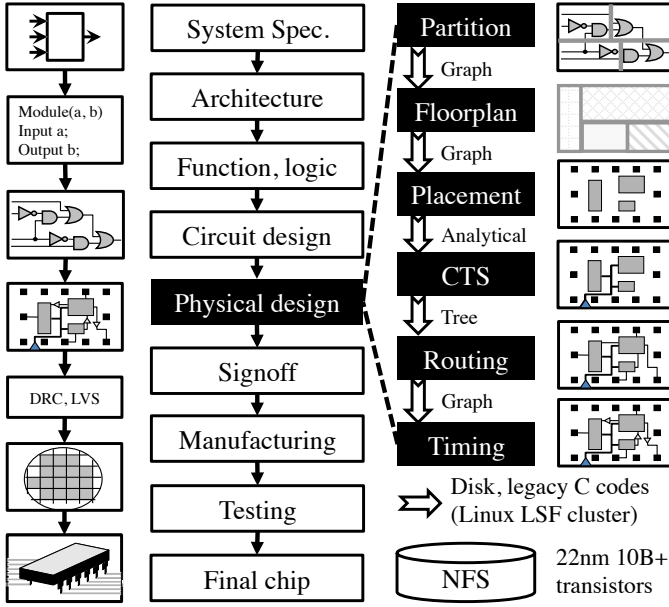 Module(a, b)
Input a;
Output b;
DRC, LVS
System Spec.
Architecture
Function, logic
Circuit design
Physical design
Signoff
Manufacturing
Testing
Final chip
Partition
Graph
Floorplan
Graph
Placement
Analytical
CTS
Tree
Routing
Graph
Timing
Disk, legacy C codes
(Linux LSF cluster)
NFS
22nm 10B+
transistors